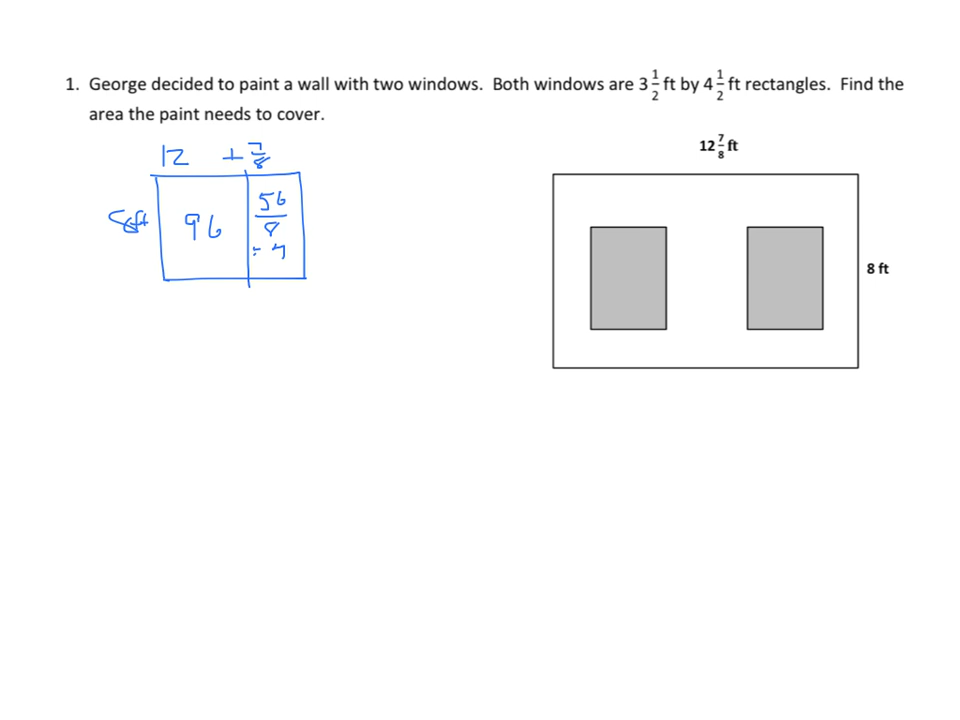 1. George decided to paint a wall with two windows. Both windows are 3 1/2 ft by 4 1/2 ft rectangles. Find the
area the paint needs to cover.
12 7/8 ft
12 + 7/8
8ft
96
56/8
= 7
8 ft